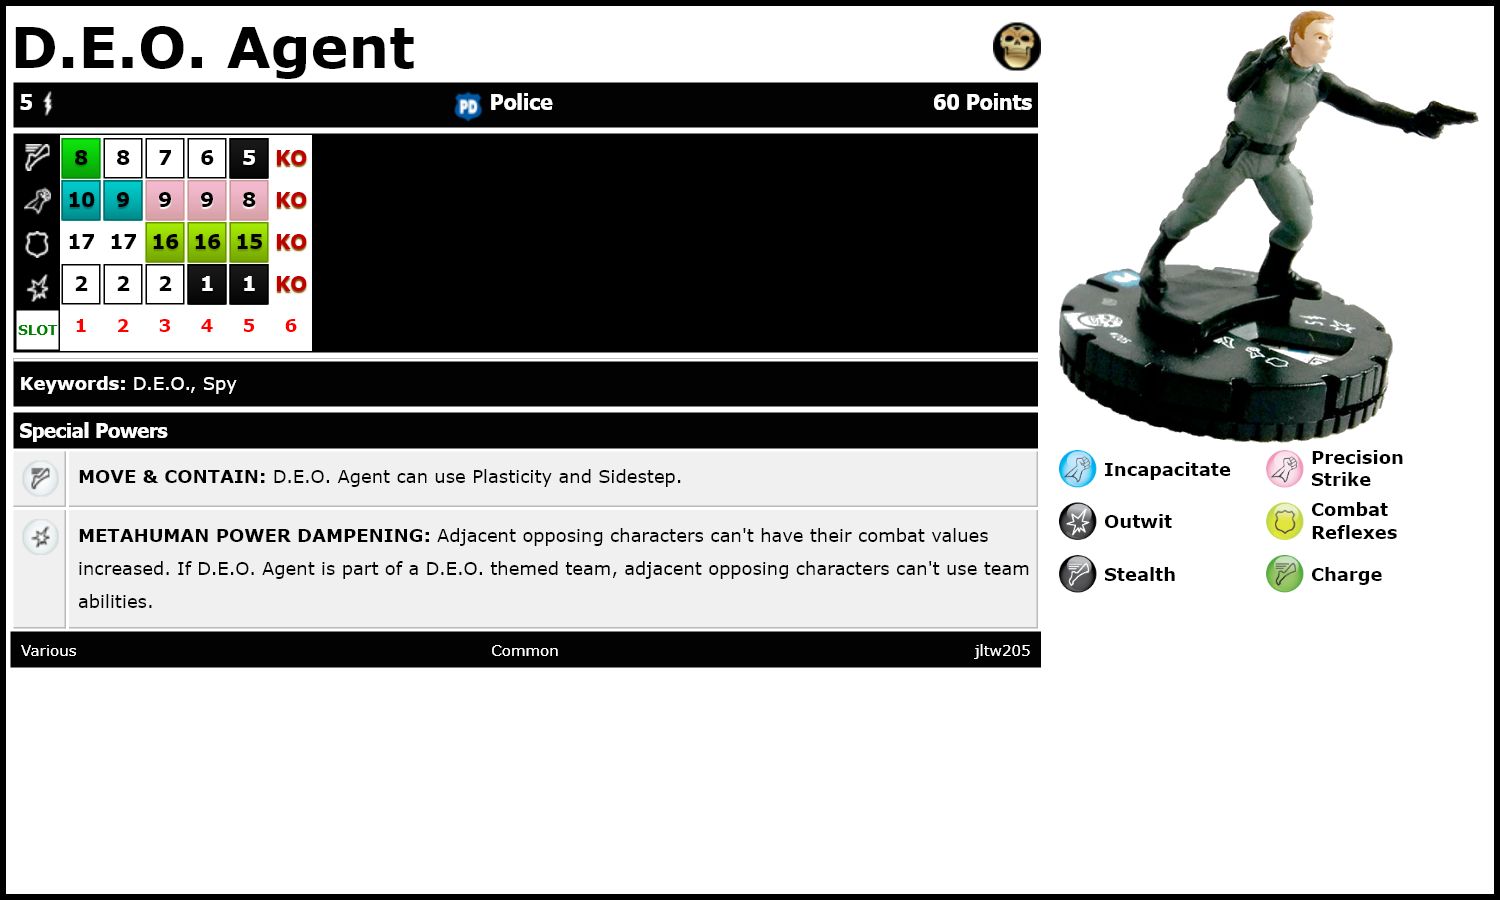 D.E.O. Agent
5 PD Police 60 Points
8 8 7 6 5 KO
10 9 9 9 8 KO
17 17 16 16 15 KO
2 2 2 1 1 KO
SLOT 1 2 3 4 5 6
Keywords: D.E.O., Spy
Special Powers
MOVE & CONTAIN: D.E.O. Agent can use Plasticity and Sidestep.
METAHUMAN POWER DAMPENING: Adjacent opposing characters can't have their combat values
increased. If D.E.O. Agent is part of a D.E.O. themed team, adjacent opposing characters can't use team
abilities.
Various Common jltw205
Incapacitate
Precision
Strike
Outwit
Combat
Reflexes
Stealth
Charge